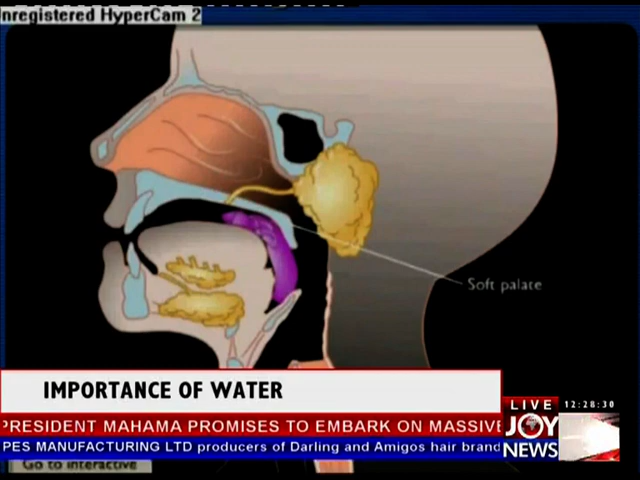 nregistered HyperCam 2
Soft palate
IMPORTANCE OF WATER
LIVE 12:28:30
PRESIDENT MAHAMA PROMISES TO EMBARK ON MASSIVE
JOY
NEWS
PES MANUFACTURING LTD producers of Darling and Amigos hair brand
Go to interactive